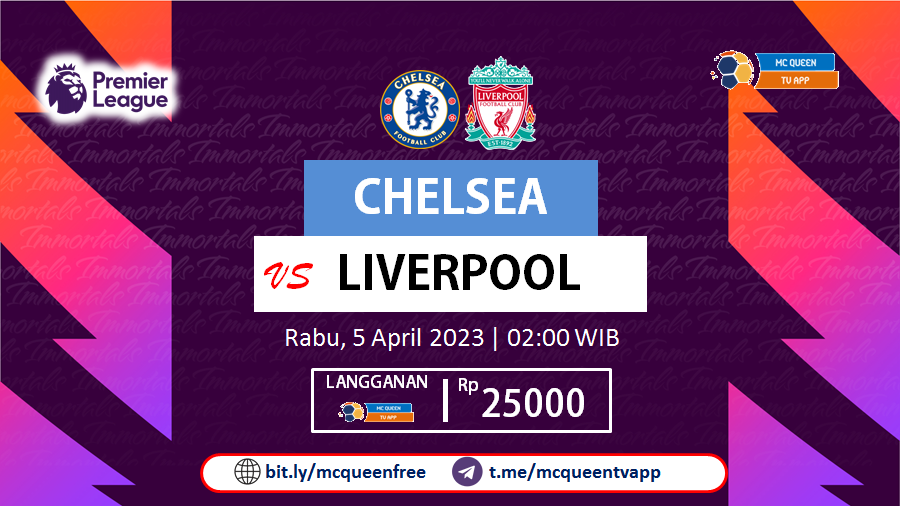 Premier
League
CHELSEA
FOOTBALL CLUB
YOU'LL NEVER WALK ALONE
LIVERPOOL
FOOTBALL CLUB
EST·1892
MC QUEEN
TV APP
CHELSEA
VS LIVERPOOL
Rabu, 5 April 2023 | 02:00 WIB
LANGGANAN
MC QUEEN
TV APP
Rp 25000
bit.ly/mcqueenfree
t.me/mcqueentvapp
Immortals